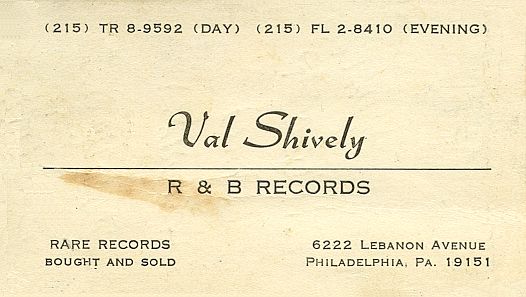 (215) TR 8-9592 (DAY) (215) FL 2-8410 (EVENING)
Val Shively
R & B RECORDS
RARE RECORDS
BOUGHT AND SOLD
6222 LEBANON AVENUE
PHILADELPHIA, PA. 19151